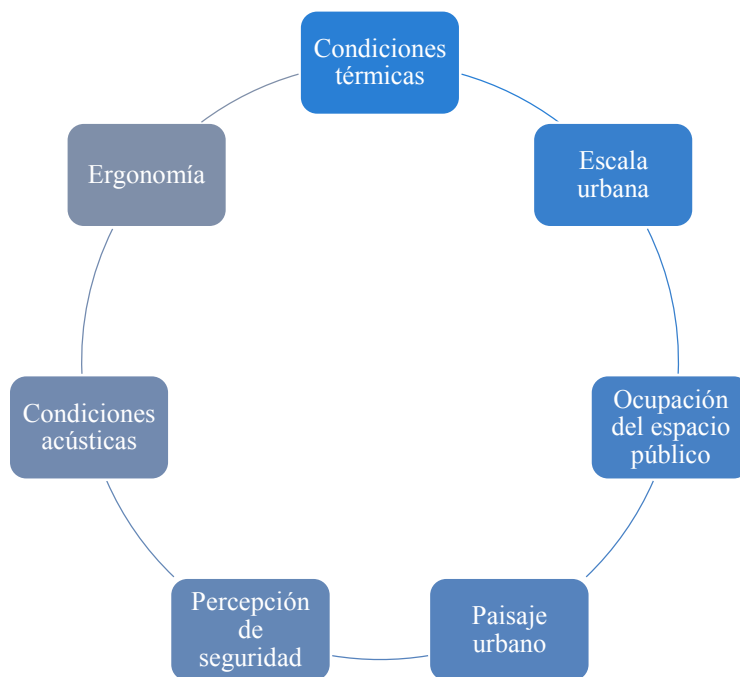 Condiciones
térmicas
Escala
urbana
Ocupación
del espacio
público
Paisaje
urbano
Percepción
de
seguridad
Condiciones
acústicas
Ergonomía